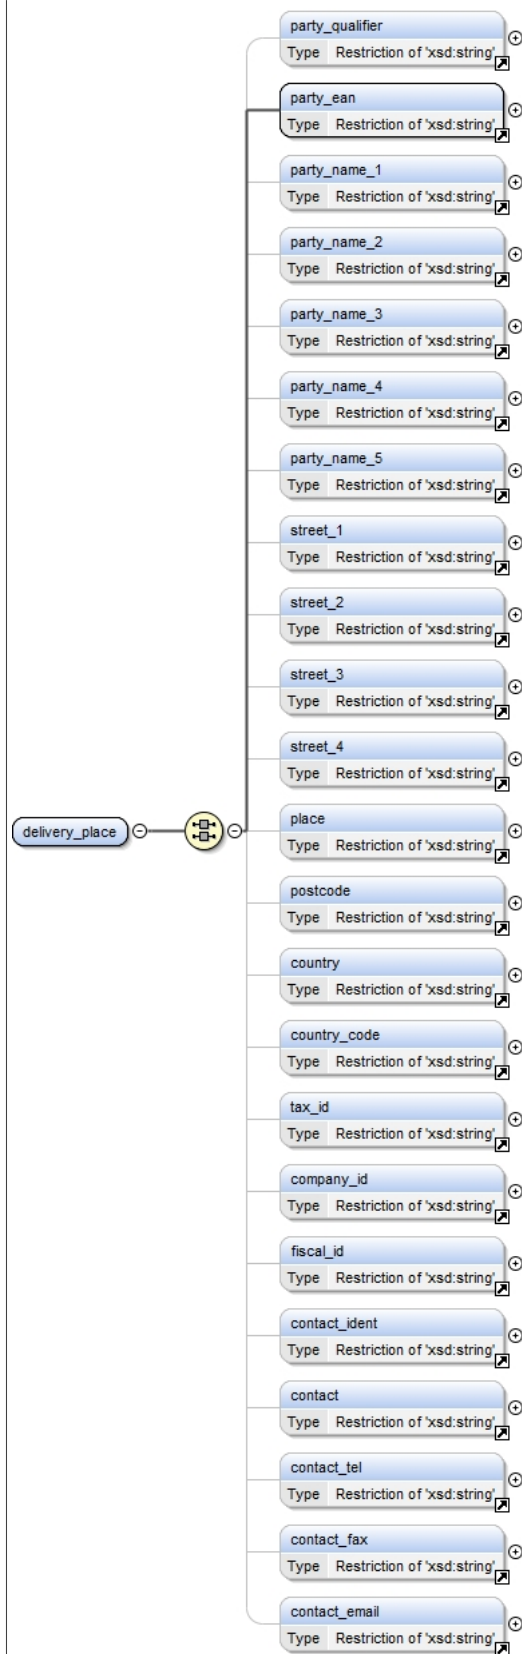 party_qualifier
Type Restriction of 'xsd:string'
party_ean
Type Restriction of 'xsd:string'
party_name_1
Type Restriction of 'xsd:string'
party_name_2
Type Restriction of 'xsd:string'
party_name_3
Type Restriction of 'xsd:string'
party_name_4
Type Restriction of 'xsd:string'
party_name_5
Type Restriction of 'xsd:string'
street_1
Type Restriction of 'xsd:string'
street_2
Type Restriction of 'xsd:string'
street_3
Type Restriction of 'xsd:string'
street_4
Type Restriction of 'xsd:string'
delivery_place
place
Type Restriction of 'xsd:string'
postcode
Type Restriction of 'xsd:string'
country
Type Restriction of 'xsd:string'
country_code
Type Restriction of 'xsd:string'
tax_id
Type Restriction of 'xsd:string'
company_id
Type Restriction of 'xsd:string'
fiscal_id
Type Restriction of 'xsd:string'
contact_ident
Type Restriction of 'xsd:string'
contact
Type Restriction of 'xsd:string'
contact_tel
Type Restriction of 'xsd:string'
contact_fax
Type Restriction of 'xsd:string'
contact_email
Type Restriction of 'xsd:string'